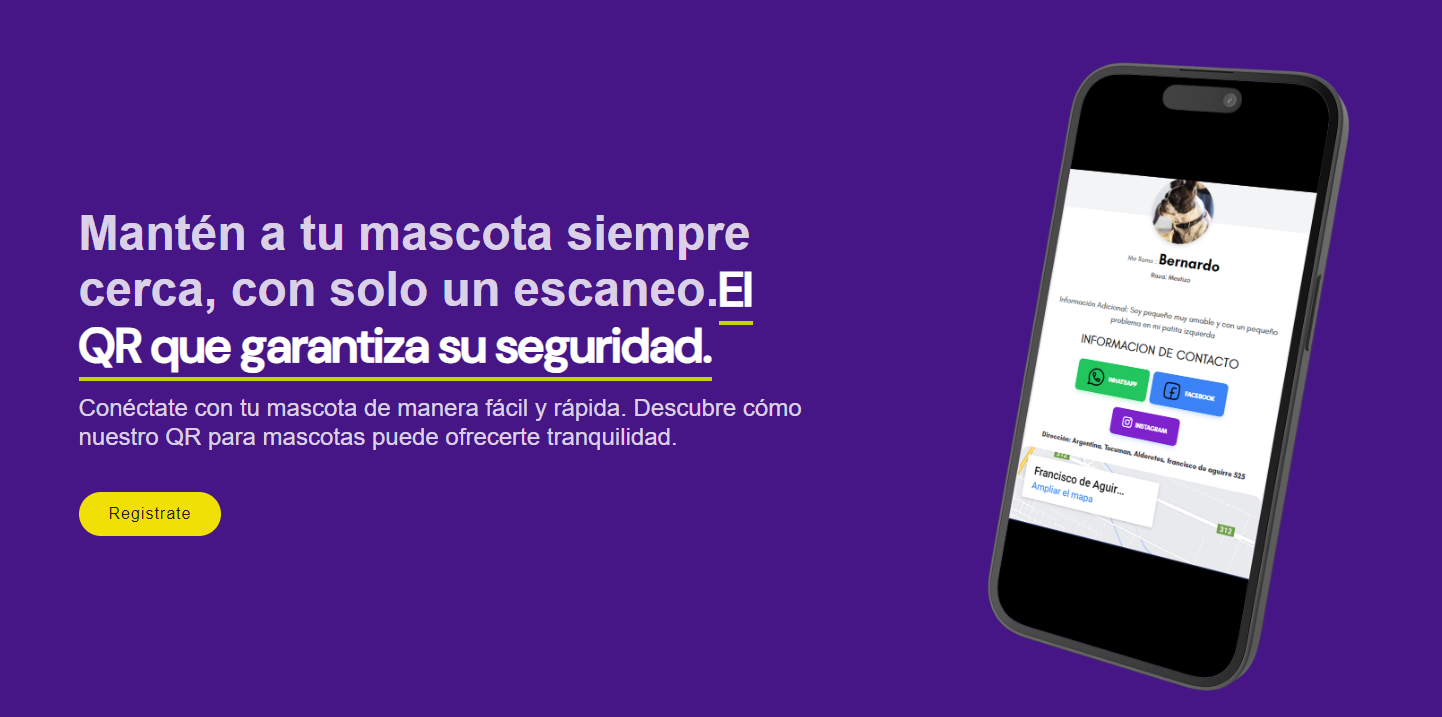 Mantén a tu mascota siempre
cerca, con solo un escaneo.El
QR que garantiza su seguridad.
Conéctate con tu mascota de manera fácil y rápida. Descubre cómo
nuestro QR para mascotas puede ofrecerte tranquilidad.
Registrate
Me llamo : Bernardo
Raza: Mestizo
Información Adicional: Soy pequeño muy amable y con un pequeño
problema en mi patita izquierda
INFORMACION DE CONTACTO
WHATSAPP
FACEBOOK
INSTAGRAM
Dirección: Argentina, Tucuman, Alderetes, francisco de aguirre 525
312
Francisco de Aguir...
Ampliar el mapa
312